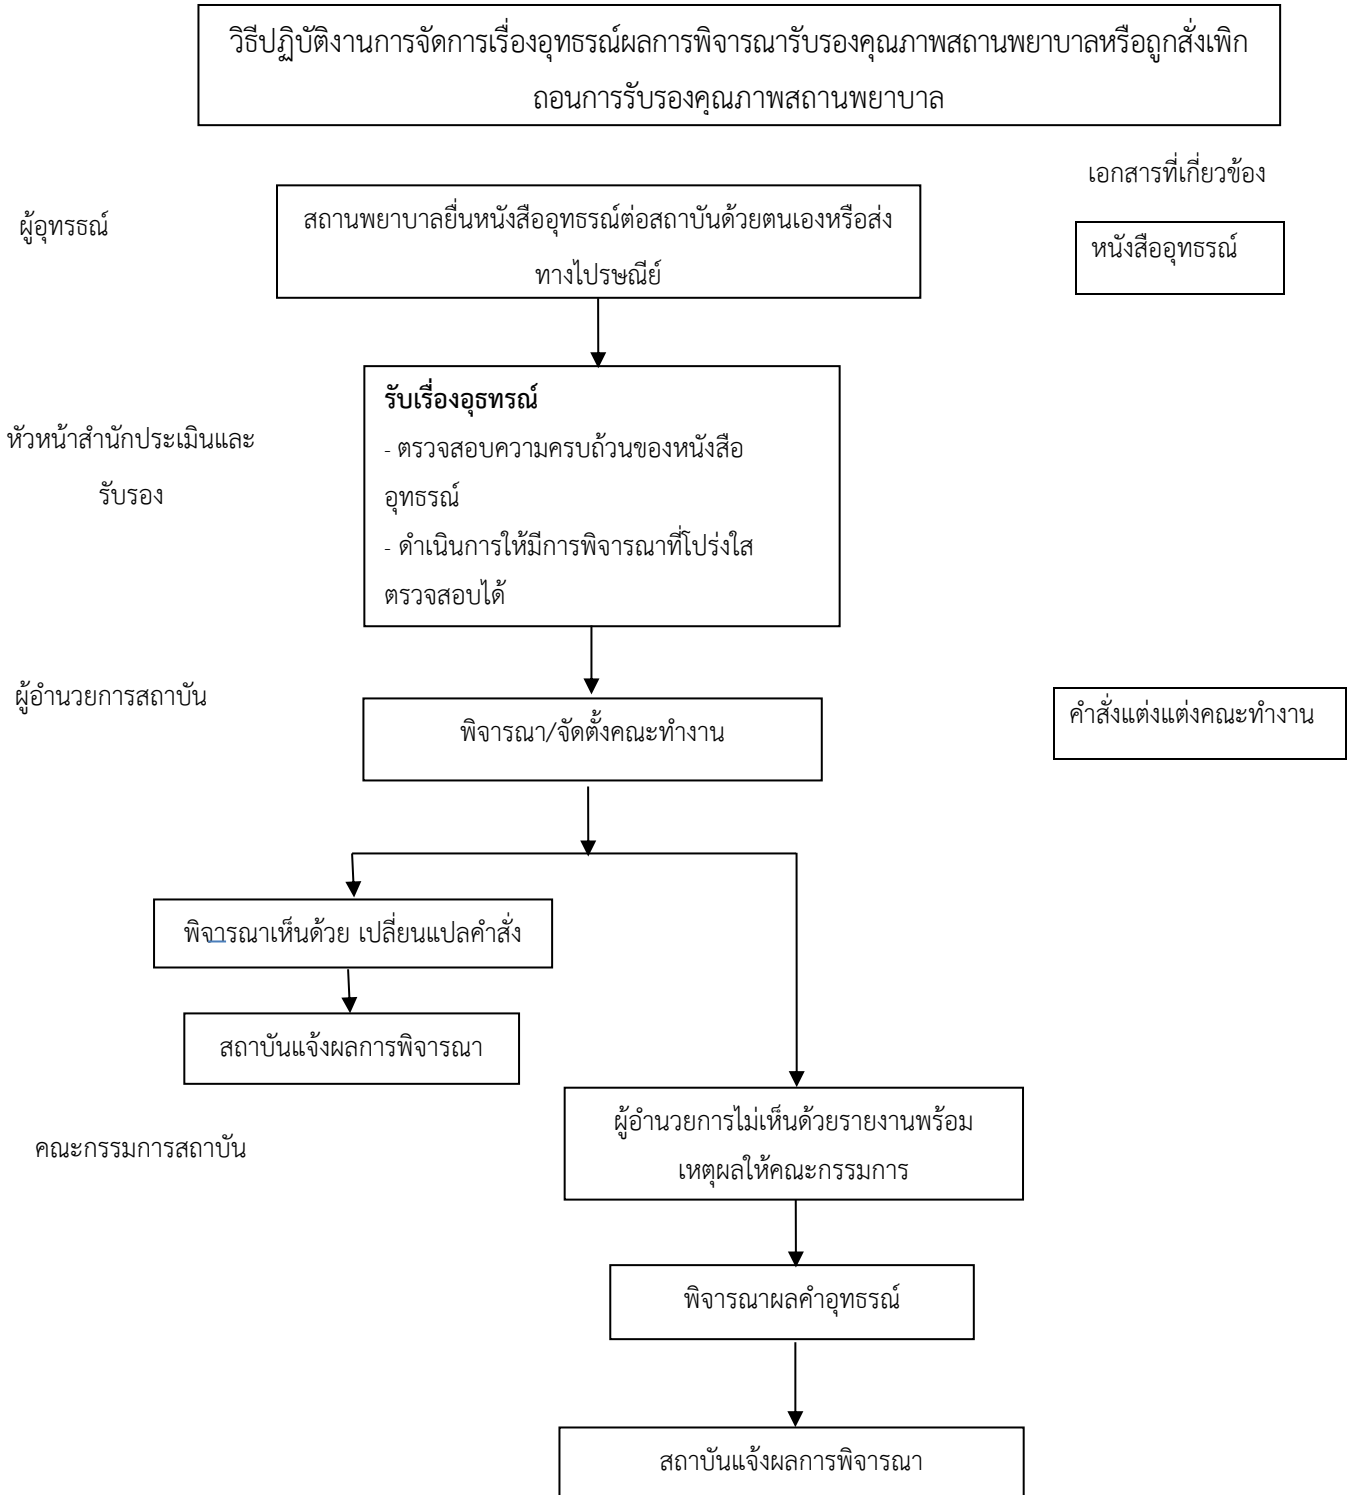 วิธีปฏิบัติงานการจัดการเรื่องอุทธรณ์ผลการพิจารณารับรองคุณภาพสถานพยาบาลหรือถูกสั่งเพิก
ถอนการรับรองคุณภาพสถานพยาบาล
เอกสารที่เกี่ยวข้อง
ผู้อุทรธณ์
สถานพยาบาลยื่นหนังสืออุทธรณ์ต่อสถาบันด้วยตนเองหรือส่ง
ทางไปรษณีย์
หนังสืออุทธรณ์
หัวหน้าสำนักประเมินและ
รับรอง
รับเรื่องอุธทรณ์
- ตรวจสอบความครบถ้วนของหนังสือ
อุทธรณ์
- ดำเนินการให้มีการพิจารณาที่โปร่งใส
ตรวจสอบได้
ผู้อำนวยการสถาบัน
พิจารณา/จัดตั้งคณะทำงาน
คำสั่งแต่งแต่งคณะทำงาน
พิจารณาเห็นด้วย เปลี่ยนแปลคำสั่ง
สถาบันแจ้งผลการพิจารณา
คณะกรรมการสถาบัน
ผู้อำนวยการไม่เห็นด้วยรายงานพร้อม
เหตุผลให้คณะกรรมการ
พิจารณาผลคำอุทธรณ์
สถาบันแจ้งผลการพิจารณา